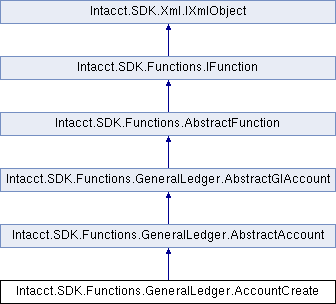 Intacct.SDK.Xml.IXmlObject
Intacct.SDK.Functions.IFunction
Intacct.SDK.Functions.AbstractFunction
Intacct.SDK.Functions.GeneralLedger.AbstractGlAccount
Intacct.SDK.Functions.GeneralLedger.AbstractAccount
Intacct.SDK.Functions.GeneralLedger.AccountCreate